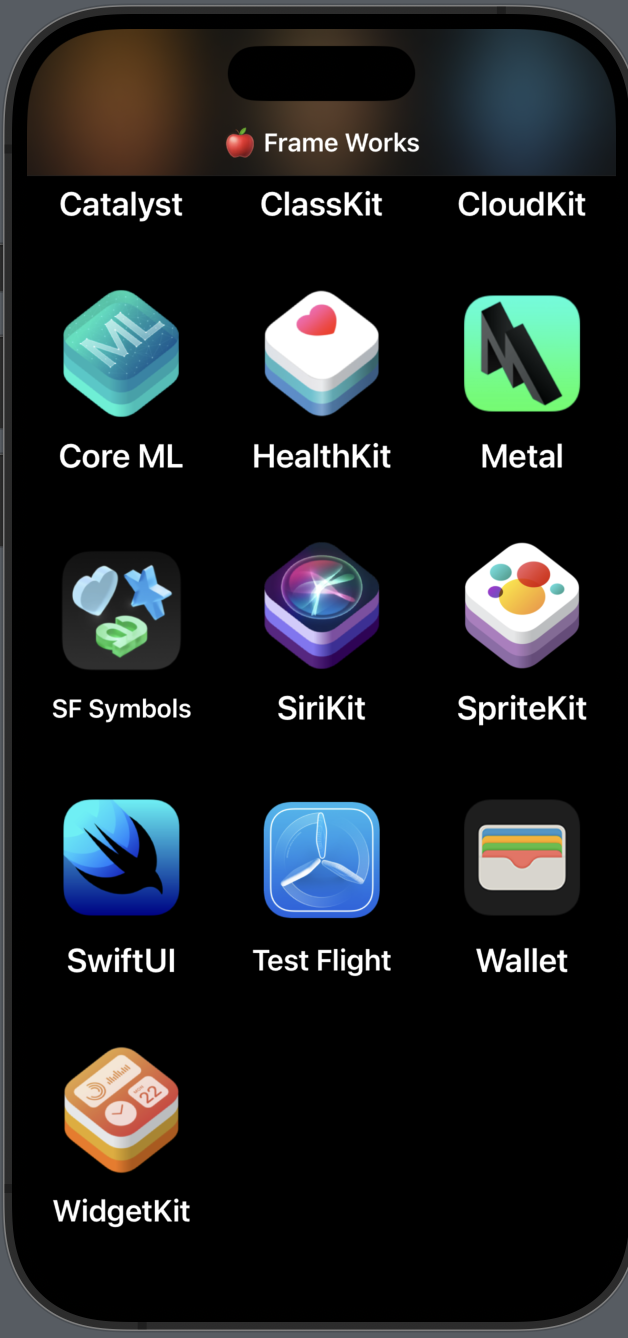 🍎 Frame Works
Catalyst ClassKit CloudKit
ML
Core ML HealthKit Metal
SF Symbols SiriKit SpriteKit
SwiftUI Test Flight Wallet
22
WidgetKit